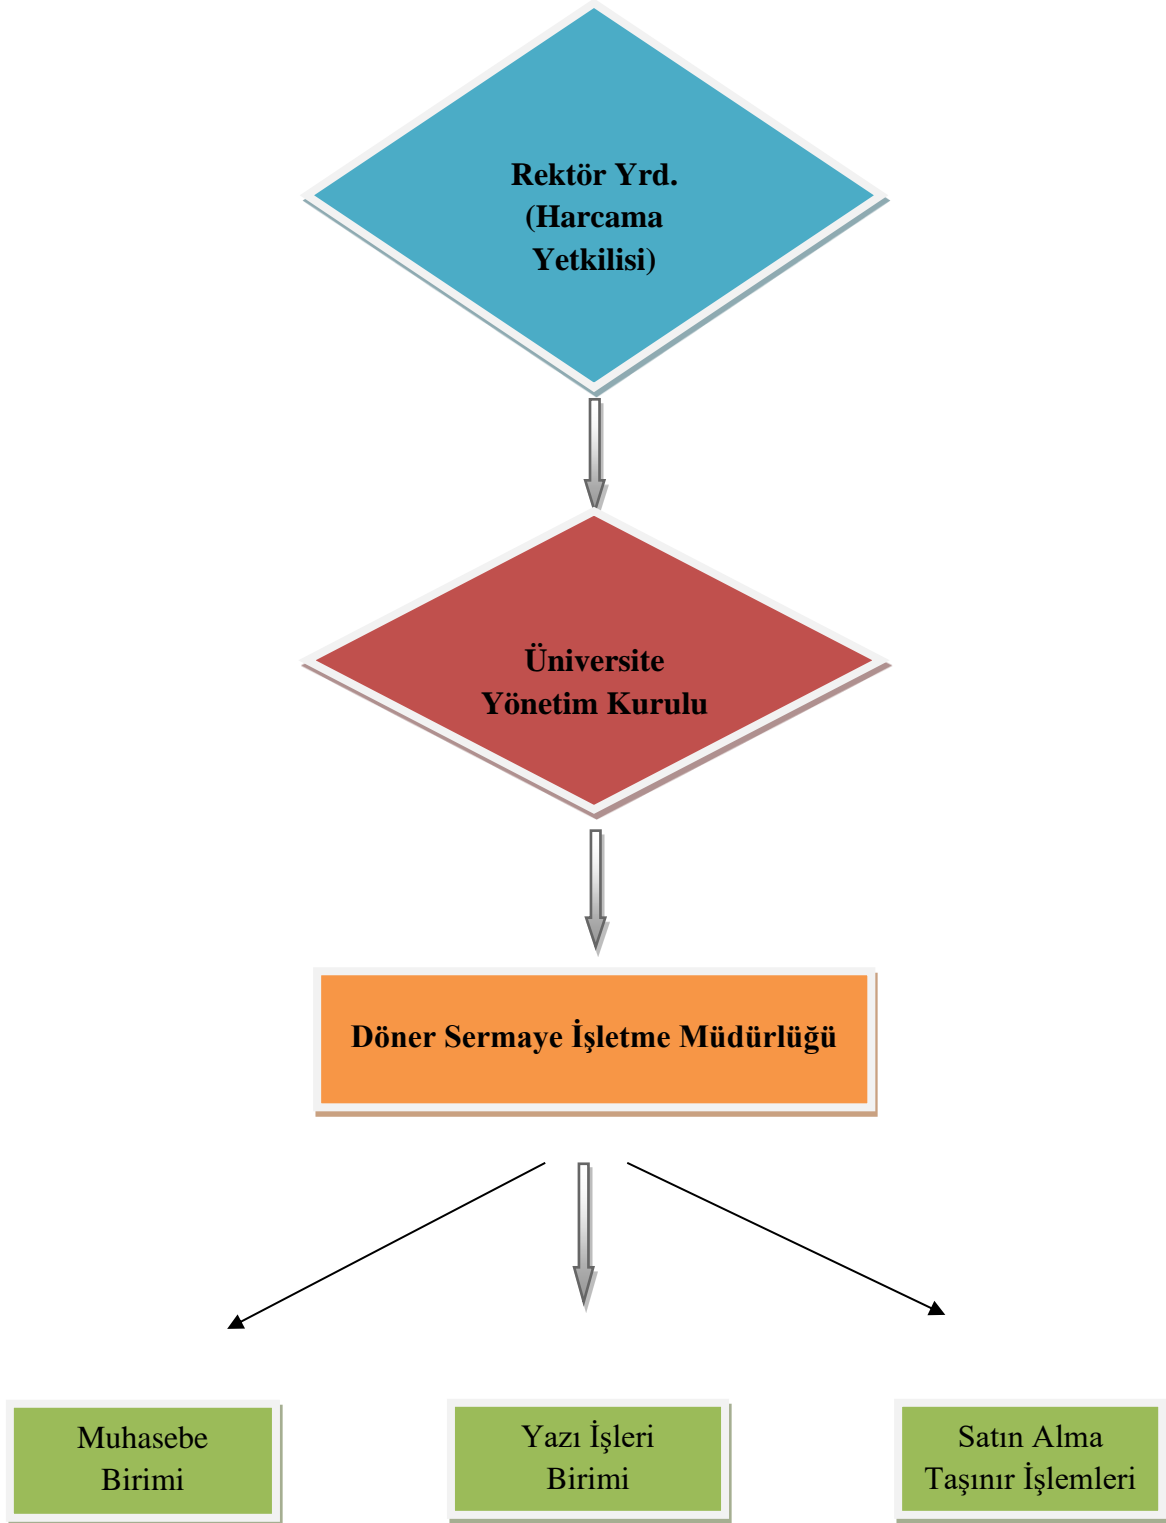 Rektör Yrd.
(Harcama
Yetkilisi)
Üniversite
Yönetim Kurulu
Döner Sermaye İşletme Müdürlüğü
Muhasebe
Birimi
Yazı İşleri
Birimi
Satın Alma
Taşınır İşlemleri